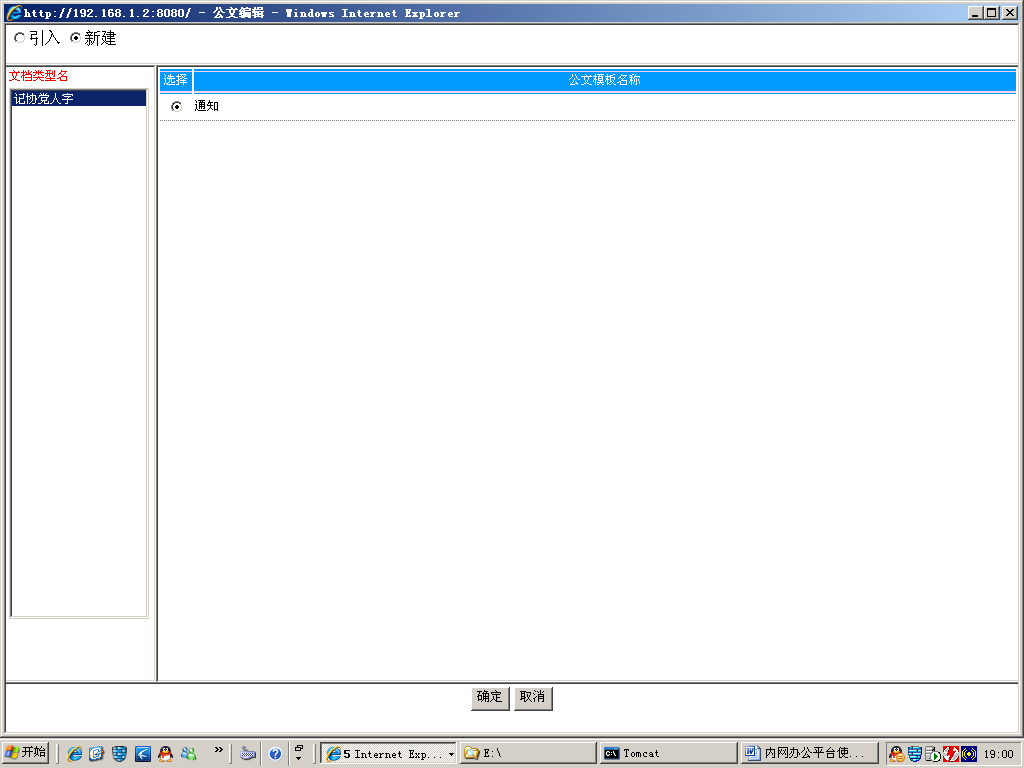 http://192.168.1.2:8080/ - 公文编辑 - Windows Internet Explorer
引入 新建
文档类型名
记协党人字
选择 公文模板名称
通知
确定 取消
开始 » 5 Internet Exp... E:\ Tomcat 内网办公平台使... 19:00